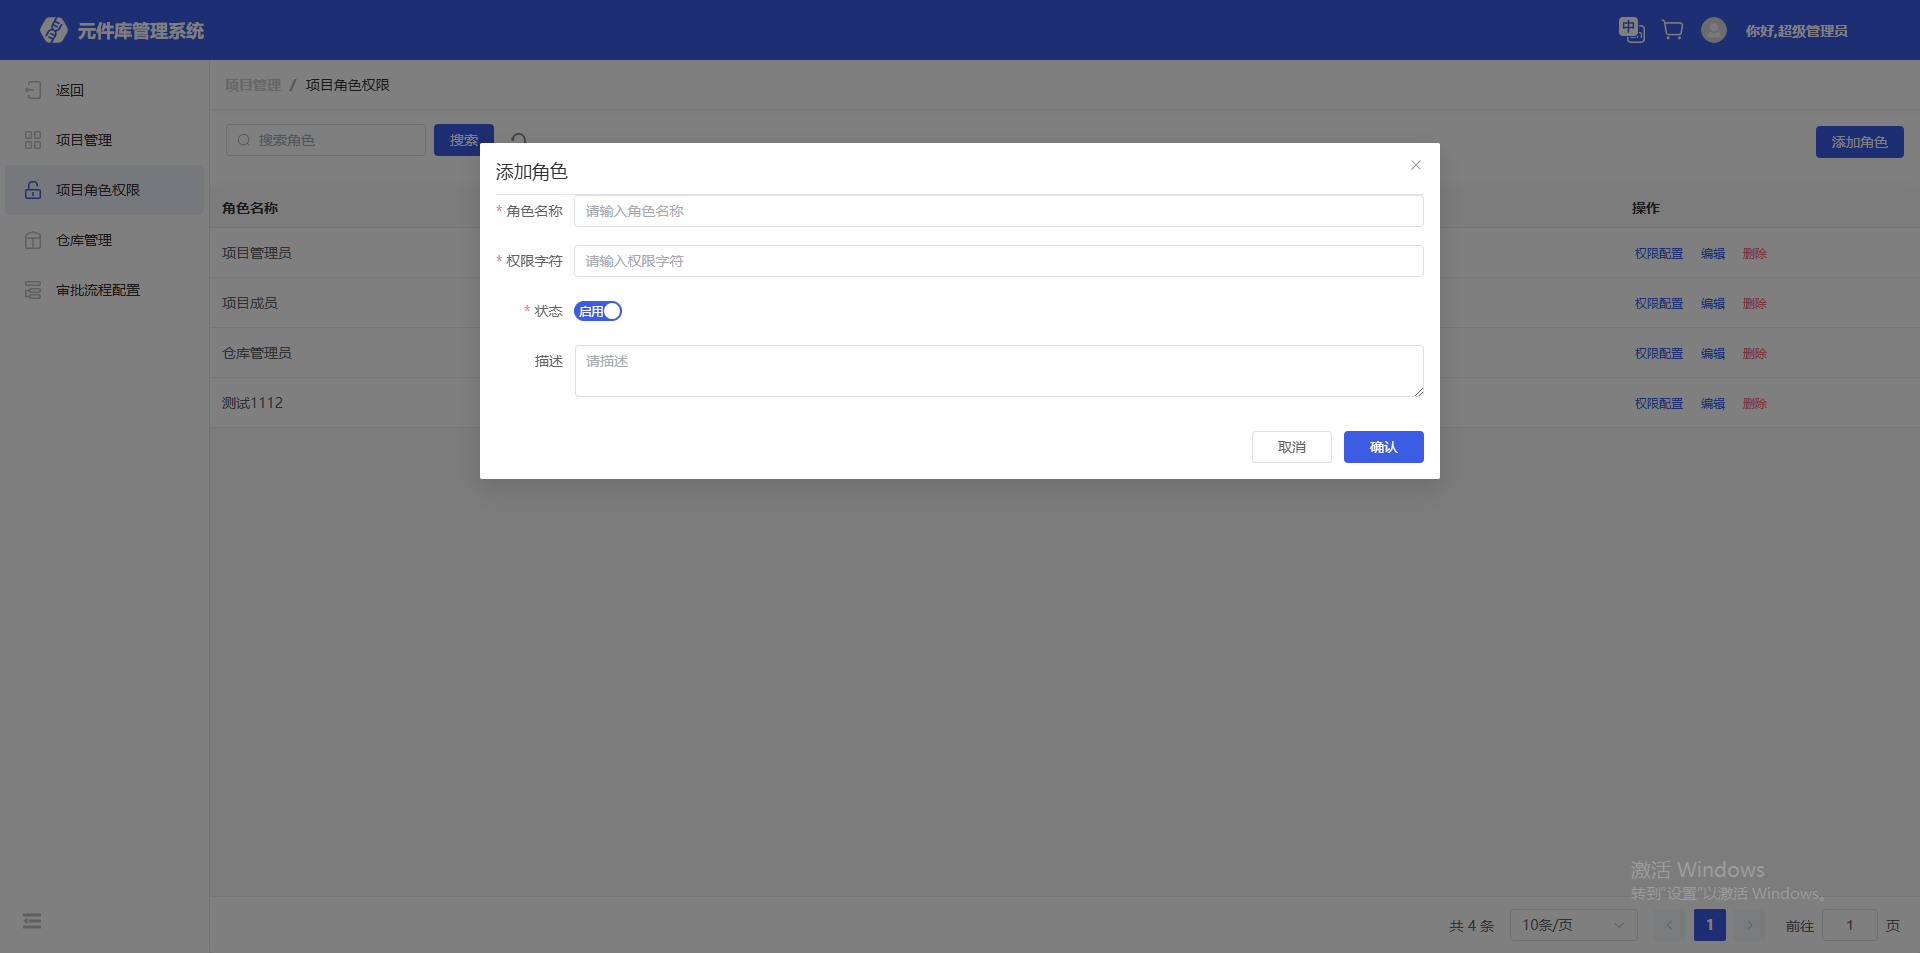 元件库管理系统
中
你好,超级管理员
返回
项目管理
项目角色权限
仓库管理
审批流程配置
项目管理 / 项目角色权限
搜索角色
搜索
添加角色
角色名称
操作
项目管理员
权限配置 编辑 删除
项目成员
权限配置 编辑 删除
仓库管理员
权限配置 编辑 删除
测试1112
权限配置 编辑 删除
添加角色
* 角色名称 请输入角色名称
* 权限字符 请输入权限字符
* 状态 启用
描述 请描述
取消 确认
激活 Windows
转到"设置"以激活 Windows。
共 4 条 10条/页 1 前往 1 页